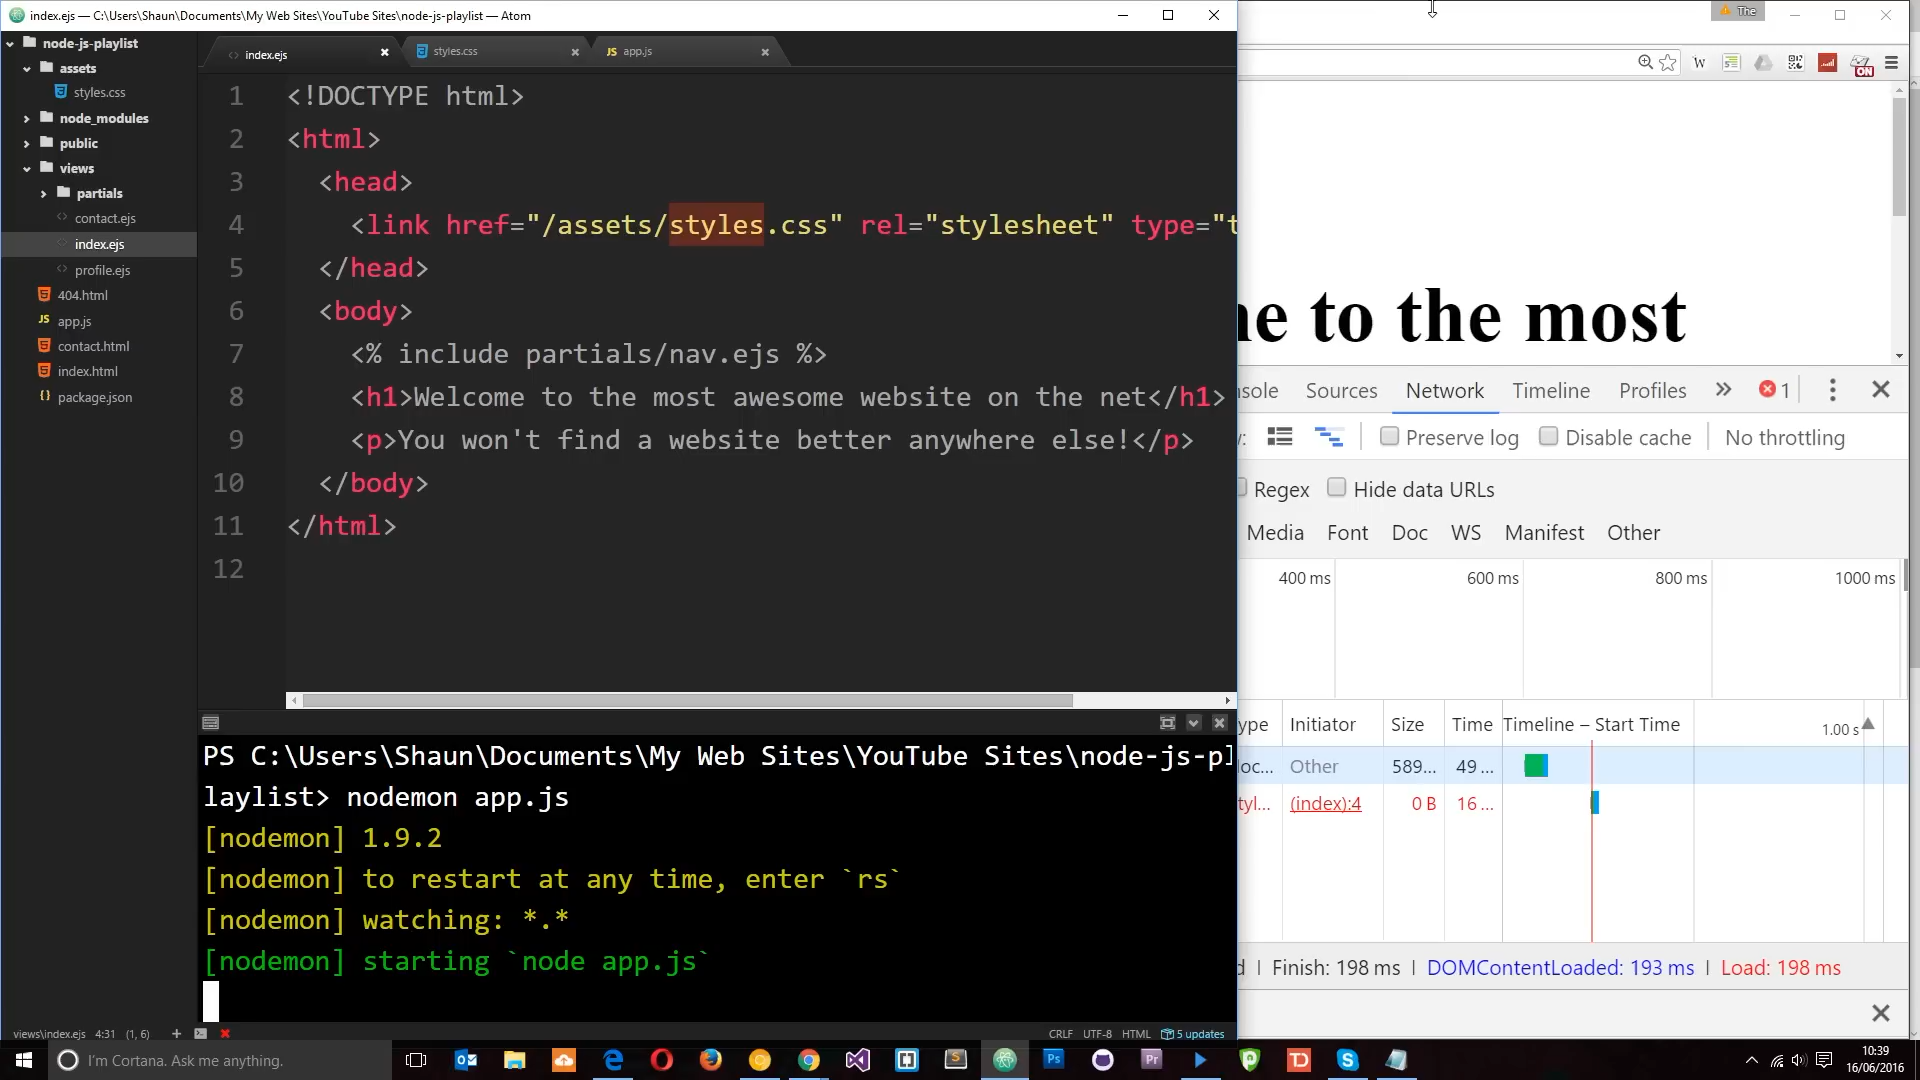 index.ejs — C:\Users\Shaun\Documents\My Web Sites\YouTube Sites\node-js-playlist — Atom
node-js-playlist
assets
styles.css
node_modules
public
views
partials
contact.ejs
index.ejs
profile.ejs
404.html
JS app.js
contact.html
index.html
package.json
index.ejs
styles.css
JS app.js
1 <!DOCTYPE html>
2 <html>
3 <head>
4 <link href="/assets/styles.css" rel="stylesheet" type="t
5 </head>
6 <body>
7 <% include partials/nav.ejs %>
8 <h1>Welcome to the most awesome website on the net</h1>
9 <p>You won't find a website better anywhere else!</p>
10 </body>
11 </html>
12
PS C:\Users\Shaun\Documents\My Web Sites\YouTube Sites\node-js-pl
laylist> nodemon app.js
[nodemon] 1.9.2
[nodemon] to restart at any time, enter `rs`
[nodemon] watching: *.*
[nodemon] starting `node app.js`
views\index.ejs 4:31 (1, 6)
CRLF UTF-8 HTML 5 updates
The
W
ON
ne to the most
nsole Sources Network Timeline Profiles » 1
Preserve log Disable cache No throttling
Regex Hide data URLs
Media Font Doc WS Manifest Other
400 ms 600 ms 800 ms 1000 ms
ype Initiator Size Time Timeline – Start Time 1.00 s
oc... Other 589... 49 ...
tyl... (index):4 0 B 16 ...
d | Finish: 198 ms | DOMContentLoaded: 193 ms | Load: 198 ms
I'm Cortana. Ask me anything.
Ps
Pr
TD
10:39
16/06/2016